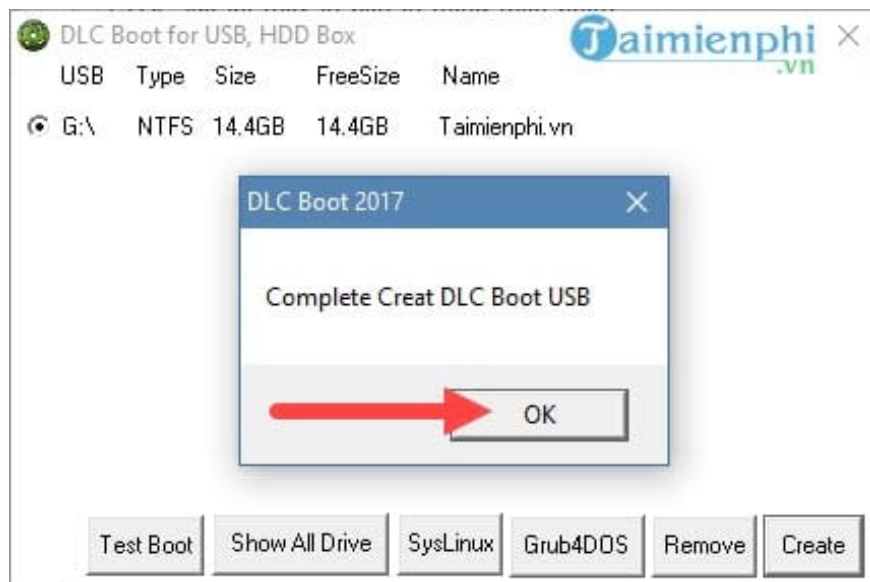 DLC Boot for USB, HDD Box
Taimienphi
.vn
USB Type Size FreeSize Name
G:\ NTFS 14.4GB 14.4GB Taimienphi.vn
DLC Boot 2017
Complete Creat DLC Boot USB
OK
Test Boot Show All Drive SysLinux Grub4DOS Remove Create